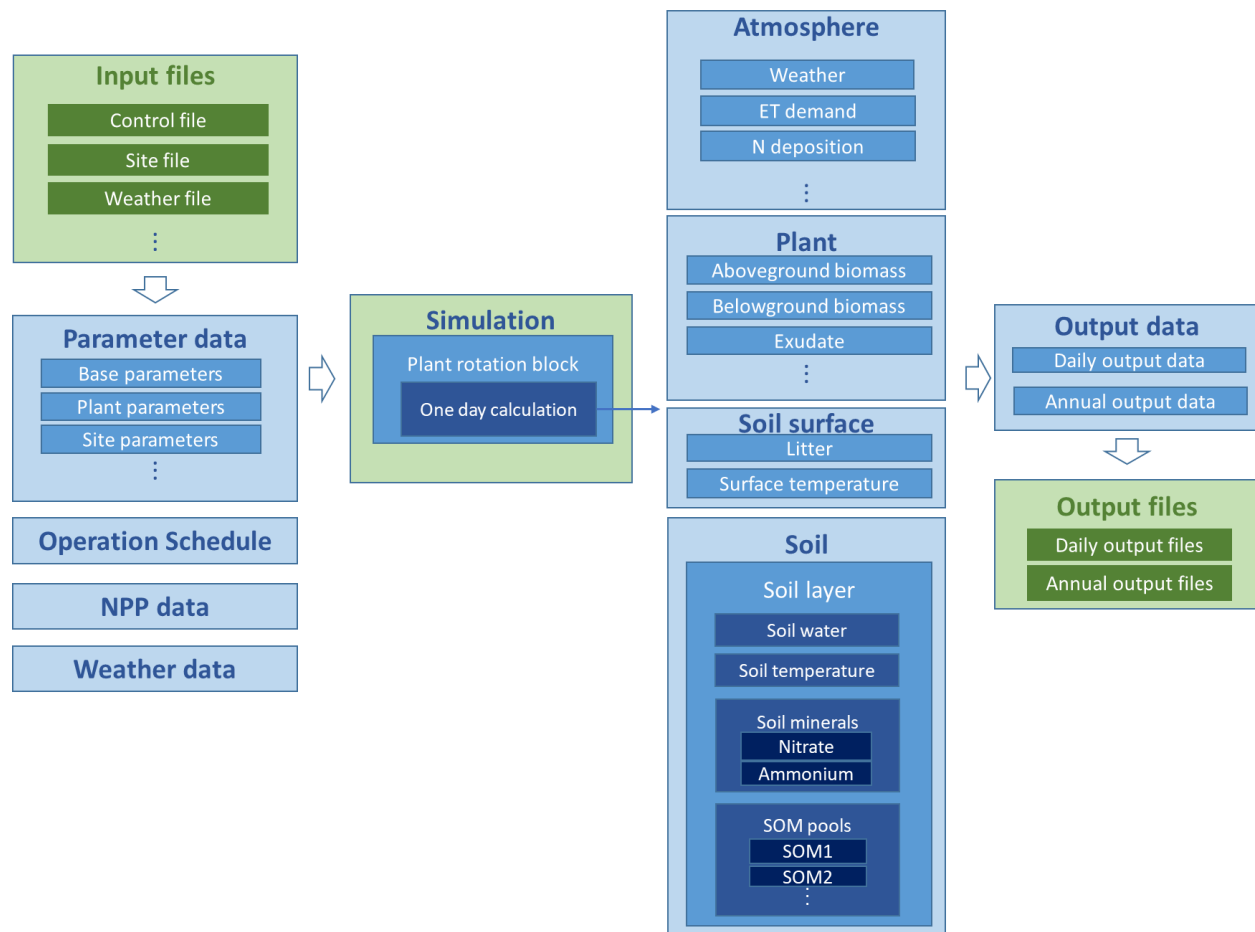 Input files
Control file
Site file
Weather file
⋮
Parameter data
Base parameters
Plant parameters
Site parameters
⋮
Operation Schedule
NPP data
Weather data
Simulation
Plant rotation block
One day calculation
Atmosphere
Weather
ET demand
N deposition
⋮
Plant
Aboveground biomass
Belowground biomass
Exudate
⋮
Soil surface
Litter
Surface temperature
Soil
Soil layer
Soil water
Soil temperature
Soil minerals
Nitrate
Ammonium
SOM pools
SOM1
SOM2
⋮
Output data
Daily output data
Annual output data
Output files
Daily output files
Annual output files